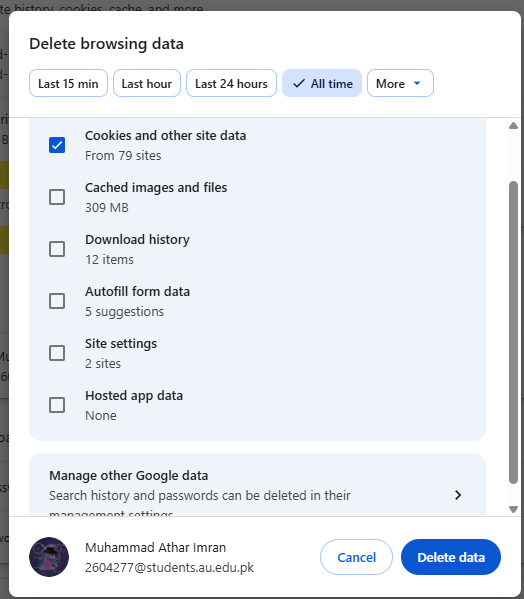 te history, cookies, cache, and more
Delete browsing data
Last 15 min
Last hour
Last 24 hours
All time
More
Cookies and other site data
From 79 sites
Cached images and files
309 MB
Download history
12 items
Autofill form data
5 suggestions
Site settings
2 sites
Hosted app data
None
Manage other Google data
Search history and passwords can be deleted in their
management settings
Muhammad Athar Imran
2604277@students.au.edu.pk
Cancel
Delete data